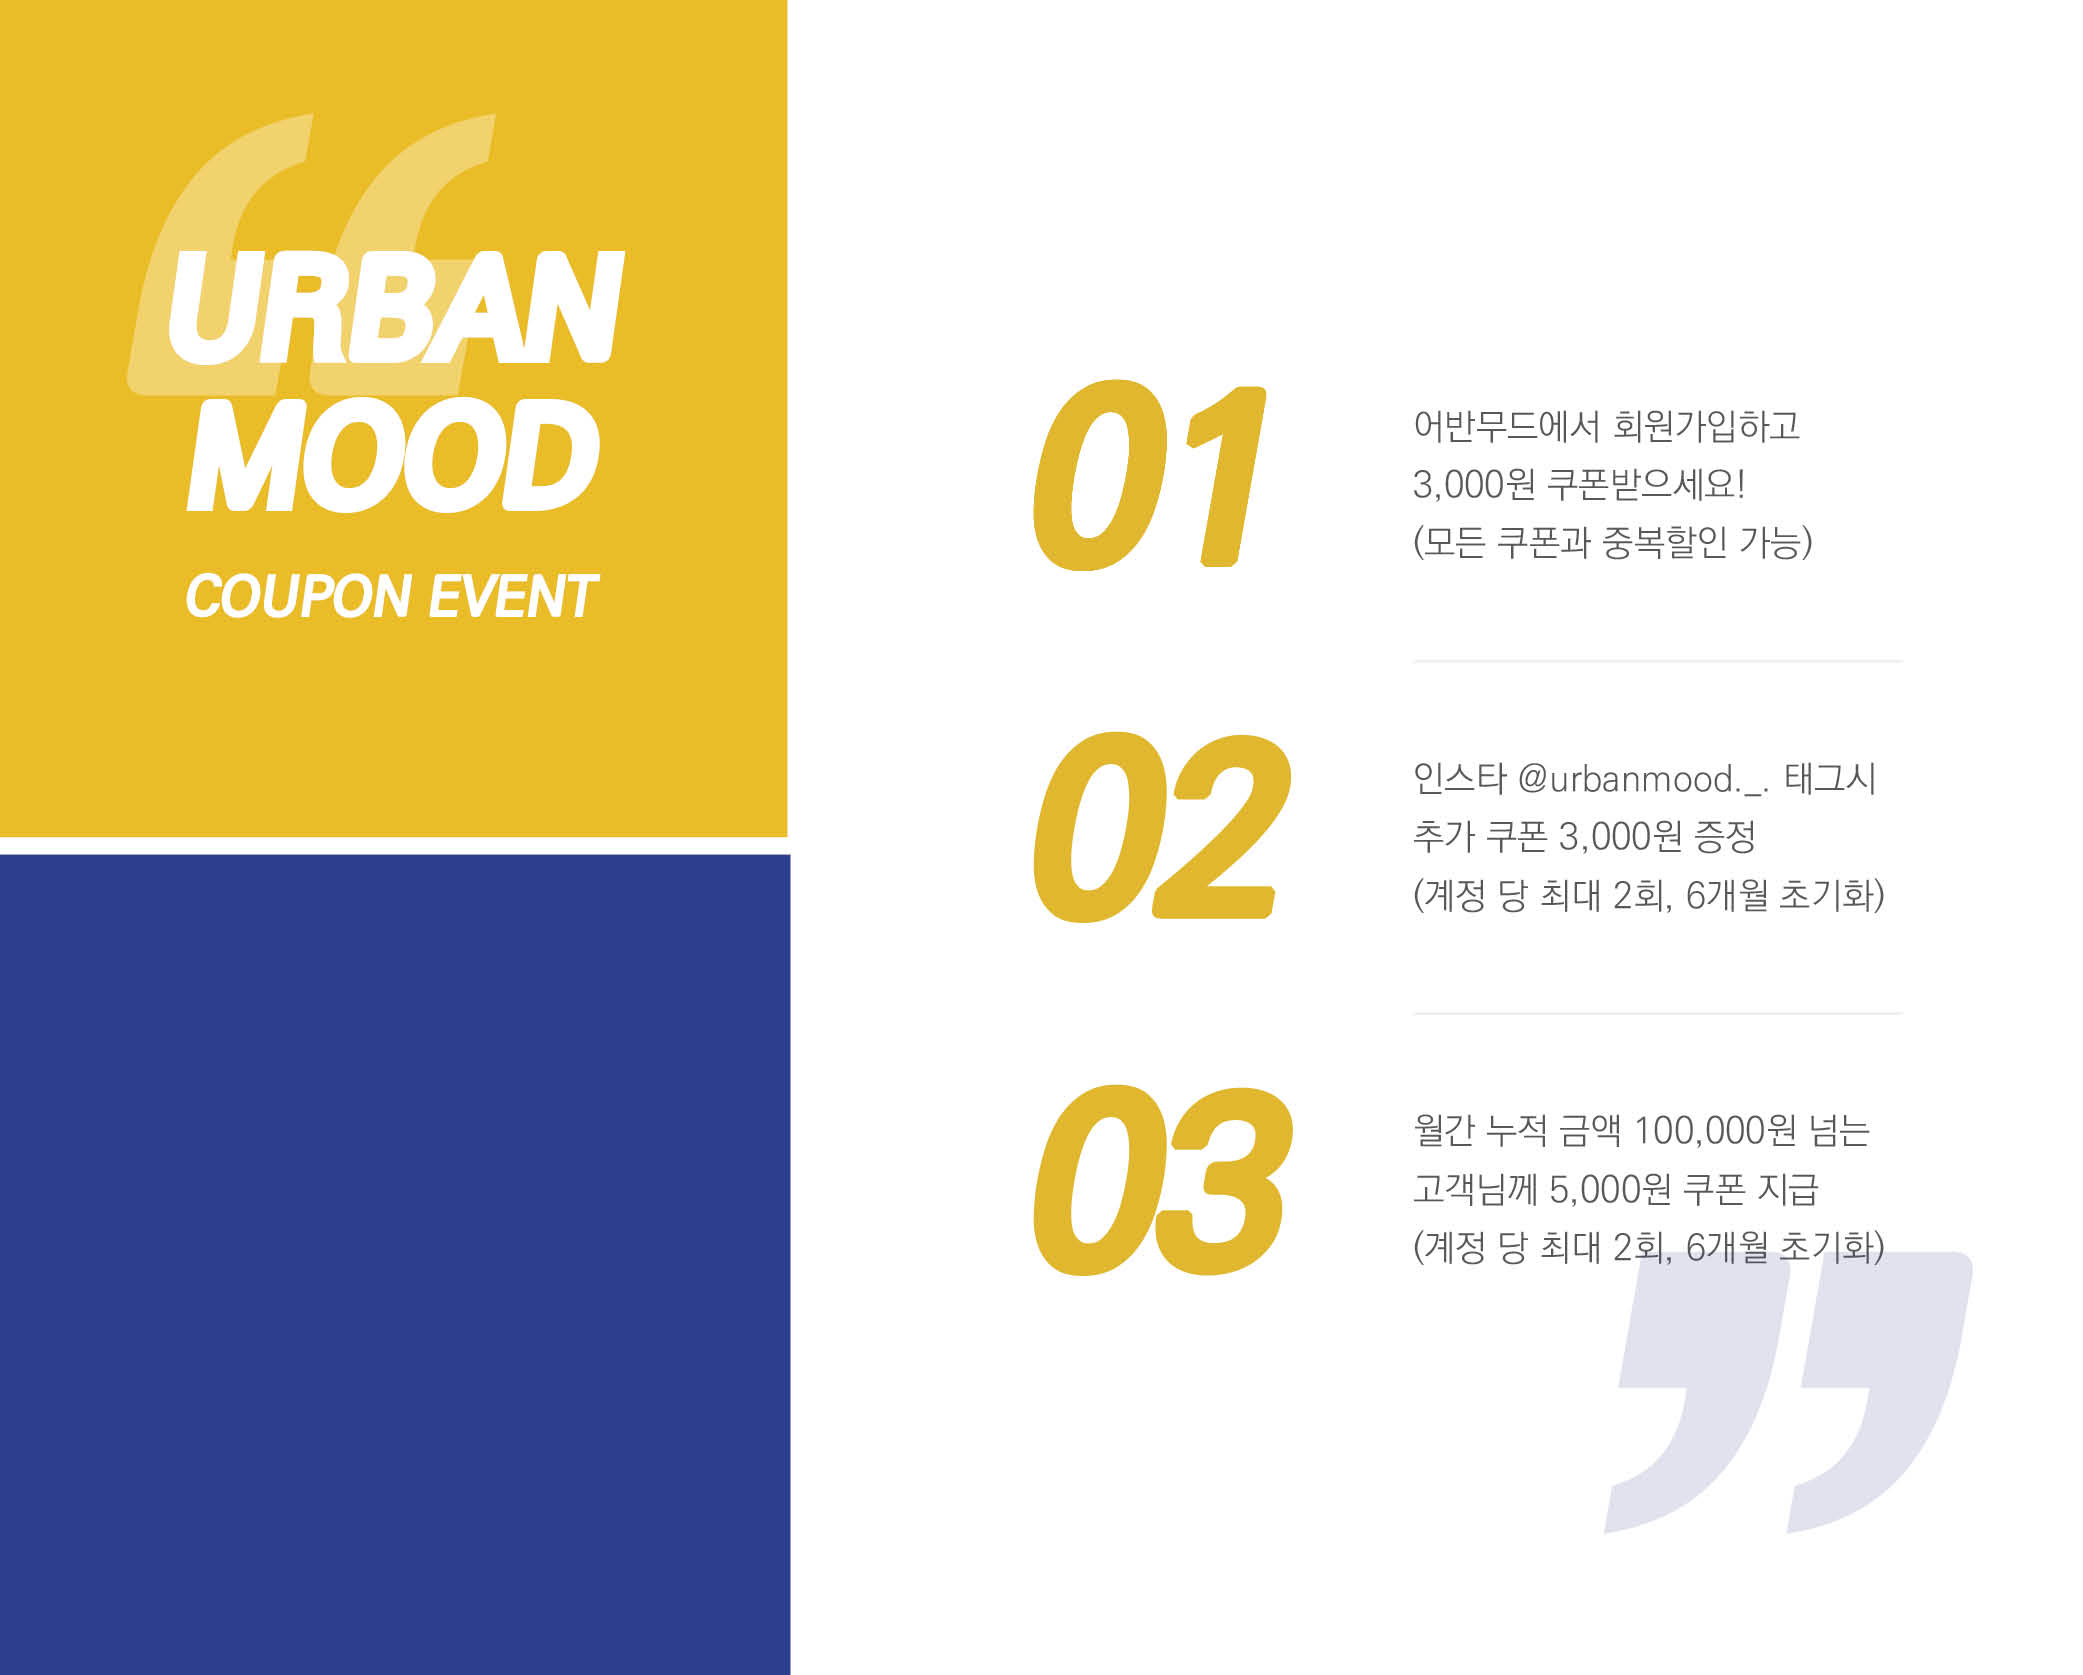 URBAN
MOOD
COUPON EVENT
01
어반무드에서 회원가입하고
3,000원 쿠폰받으세요!
(모든 쿠폰과 중복할인 가능)
02
인스타 @urbanmood._. 태그시
추가 쿠폰 3,000원 증정
(계정 당 최대 2회, 6개월 초기화)
03
월간 누적 금액 100,000원 넘는
고객님께 5,000원 쿠폰 지급
(계정 당 최대 2회, 6개월 초기화)